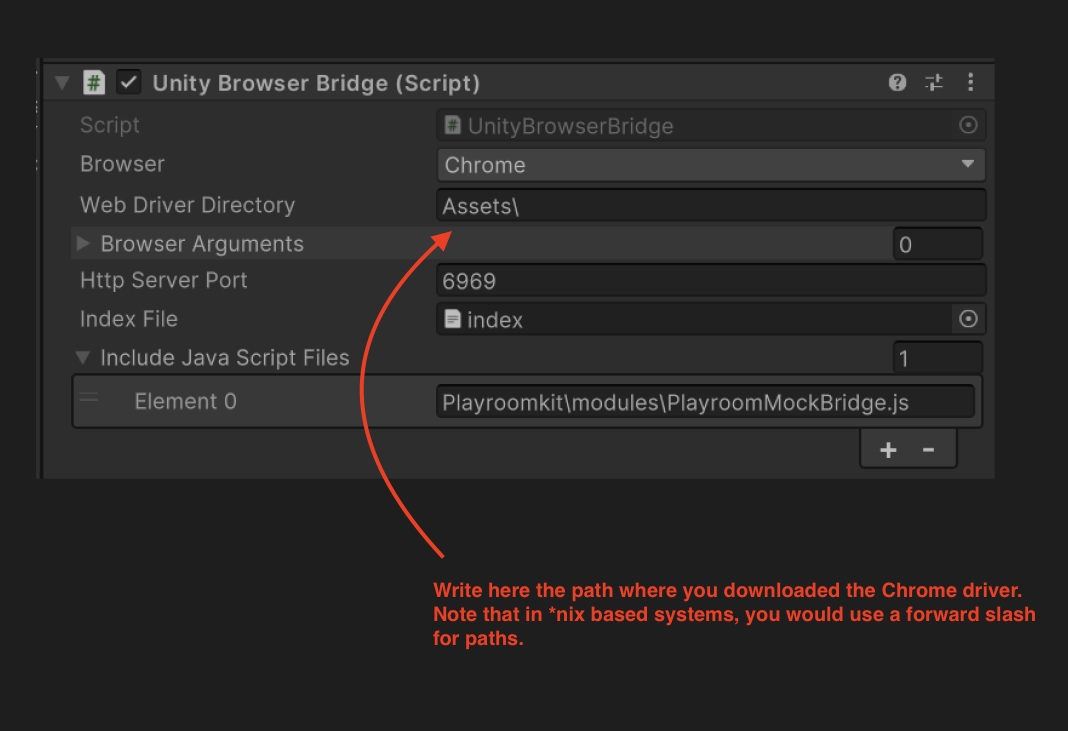 # Unity Browser Bridge (Script)
Script # UnityBrowserBridge
Browser Chrome
Web Driver Directory Assets\
Browser Arguments 0
Http Server Port 6969
Index File index
Include Java Script Files 1
Element 0 Playroomkit\modules\PlayroomMockBridge.js
+ -
Write here the path where you downloaded the Chrome driver.
Note that in *nix based systems, you would use a forward slash
for paths.